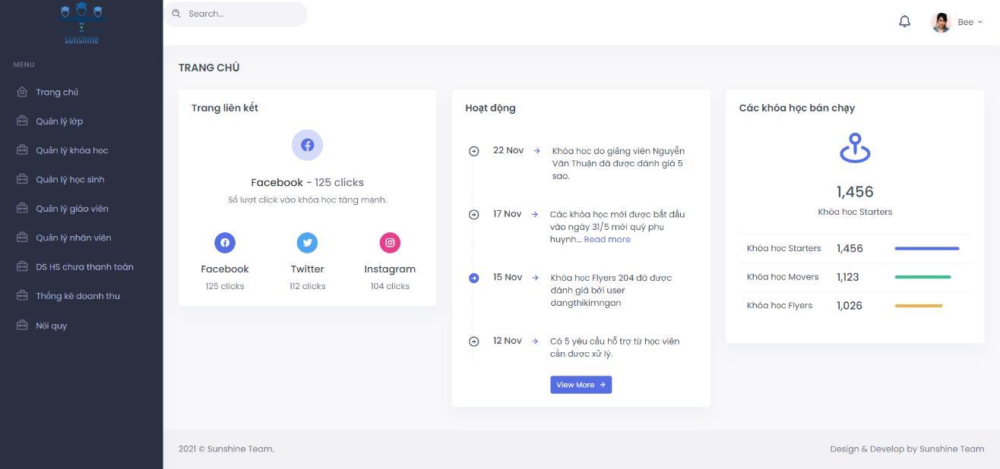 sunshine
Search...
Bee
MENU
Trang chủ
Quản lý lớp
Quản lý khóa học
Quản lý học sinh
Quản lý giáo viên
Quản lý nhân viên
DS HS chưa thanh toán
Thống kê doanh thu
Nội quy
TRANG CHỦ
Trang liên kết
Facebook - 125 clicks
Số lượt click vào khóa học tăng mạnh.
Facebook
125 clicks
Twitter
112 clicks
Instagram
104 clicks
Hoạt động
22 Nov
Khóa học do giảng viên Nguyễn
Văn Thuận đã được đánh giá 5
sao.
17 Nov
Các khóa học mới được bắt đầu
vào ngày 31/5 mời quý phụ
huynh... Read more
15 Nov
Khóa học Flyers 204 đã được
đánh giá bởi user
dangthikimngan
12 Nov
Có 5 yêu cầu hỗ trợ từ học viên
cần được xử lý.
View More
Các khóa học bán chạy
1,456
Khóa học Starters
Khóa học Starters 1,456
Khóa học Movers 1,123
Khóa học Flyers 1,026
2021 © Sunshine Team.
Design & Develop by Sunshine Team